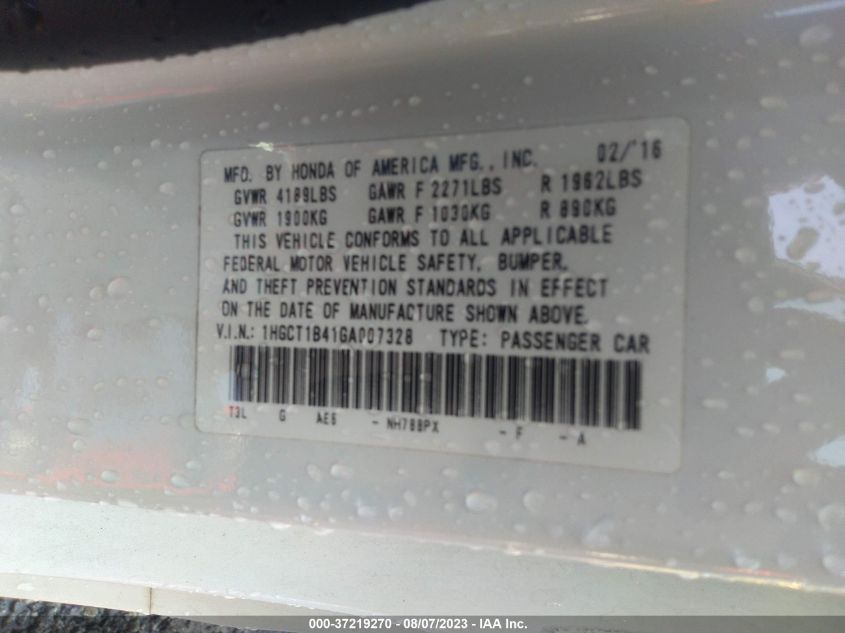 MFD. BY HONDA OF AMERICA MFG., INC. 02/'16
GVWR 4189LBS GAWR F 2271LBS R 1962LBS
GVWR 1900KG GAWR F 1030KG R 890KG
THIS VEHICLE CONFORMS TO ALL APPLICABLE
FEDERAL MOTOR VEHICLE SAFETY, BUMPER,
AND THEFT PREVENTION STANDARDS IN EFFECT
ON THE DATE OF MANUFACTURE SHOWN ABOVE.
V.I.N.: 1HGCT1B41GA007328 TYPE: PASSENGER CAR
T3L G AE6 - NH788PX - F - A
000-37219270 - 08/07/2023 - IAA Inc.